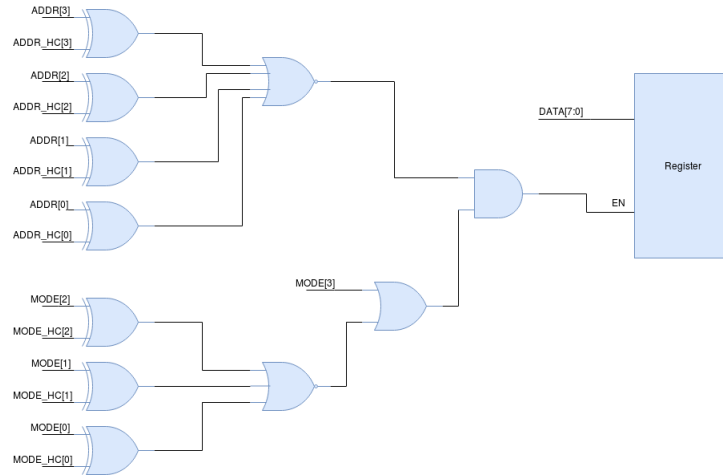 ADDR[3]
ADDR_HC[3]
ADDR[2]
ADDR_HC[2]
ADDR[1]
ADDR_HC[1]
ADDR[0]
ADDR_HC[0]
DATA[7:0]
Register
EN
MODE[3]
MODE[2]
MODE_HC[2]
MODE[1]
MODE_HC[1]
MODE[0]
MODE_HC[0]